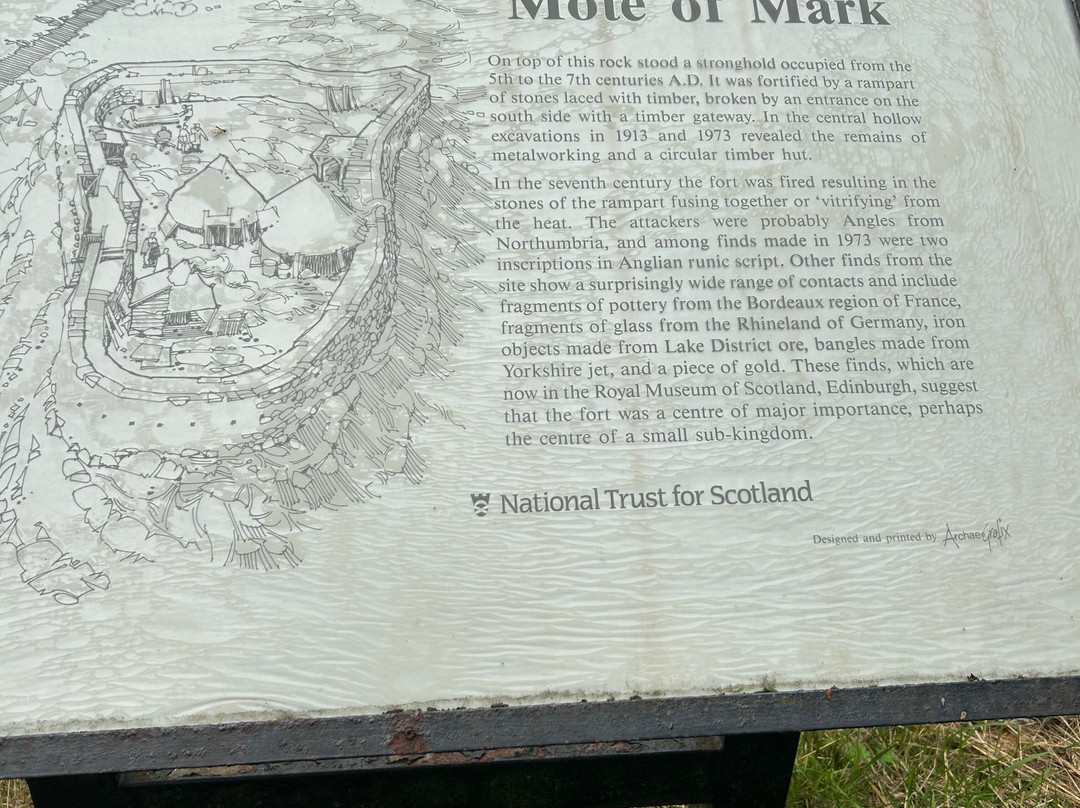 Mote of Mark
On top of this rock stood a stronghold occupied from the
5th to the 7th centuries A.D. It was fortified by a rampart
of stones laced with timber, broken by an entrance on the
south side with a timber gateway. In the central hollow
excavations in 1913 and 1973 revealed the remains of
metalworking and a circular timber hut.
In the seventh century the fort was fired resulting in the
stones of the rampart fusing together or ‘vitrifying’ from
the heat. The attackers were probably Angles from
Northumbria, and among finds made in 1973 were two
inscriptions in Anglian runic script. Other finds from the
site show a surprisingly wide range of contacts and include
fragments of pottery from the Bordeaux region of France,
fragments of glass from the Rhineland of Germany, iron
objects made from Lake District ore, bangles made from
Yorkshire jet, and a piece of gold. These finds, which are
now in the Royal Museum of Scotland, Edinburgh, suggest
that the fort was a centre of major importance, perhaps
the centre of a small sub-kingdom.
National Trust for Scotland
Designed and printed by ArchaeoGrafix